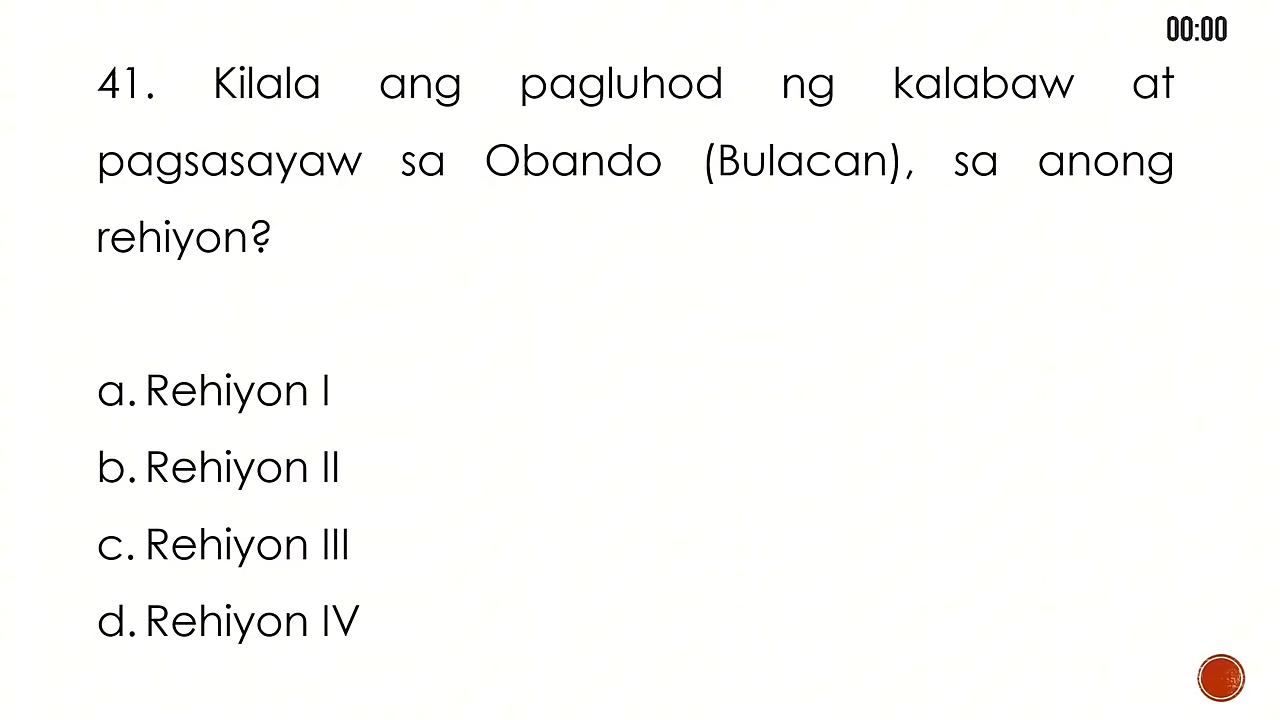 00:00
41. Kilala ang pagluhod ng kalabaw at
pagsasayaw sa Obando (Bulacan), sa anong
rehiyon?
a. Rehiyon I
b. Rehiyon II
c. Rehiyon III
d. Rehiyon IV